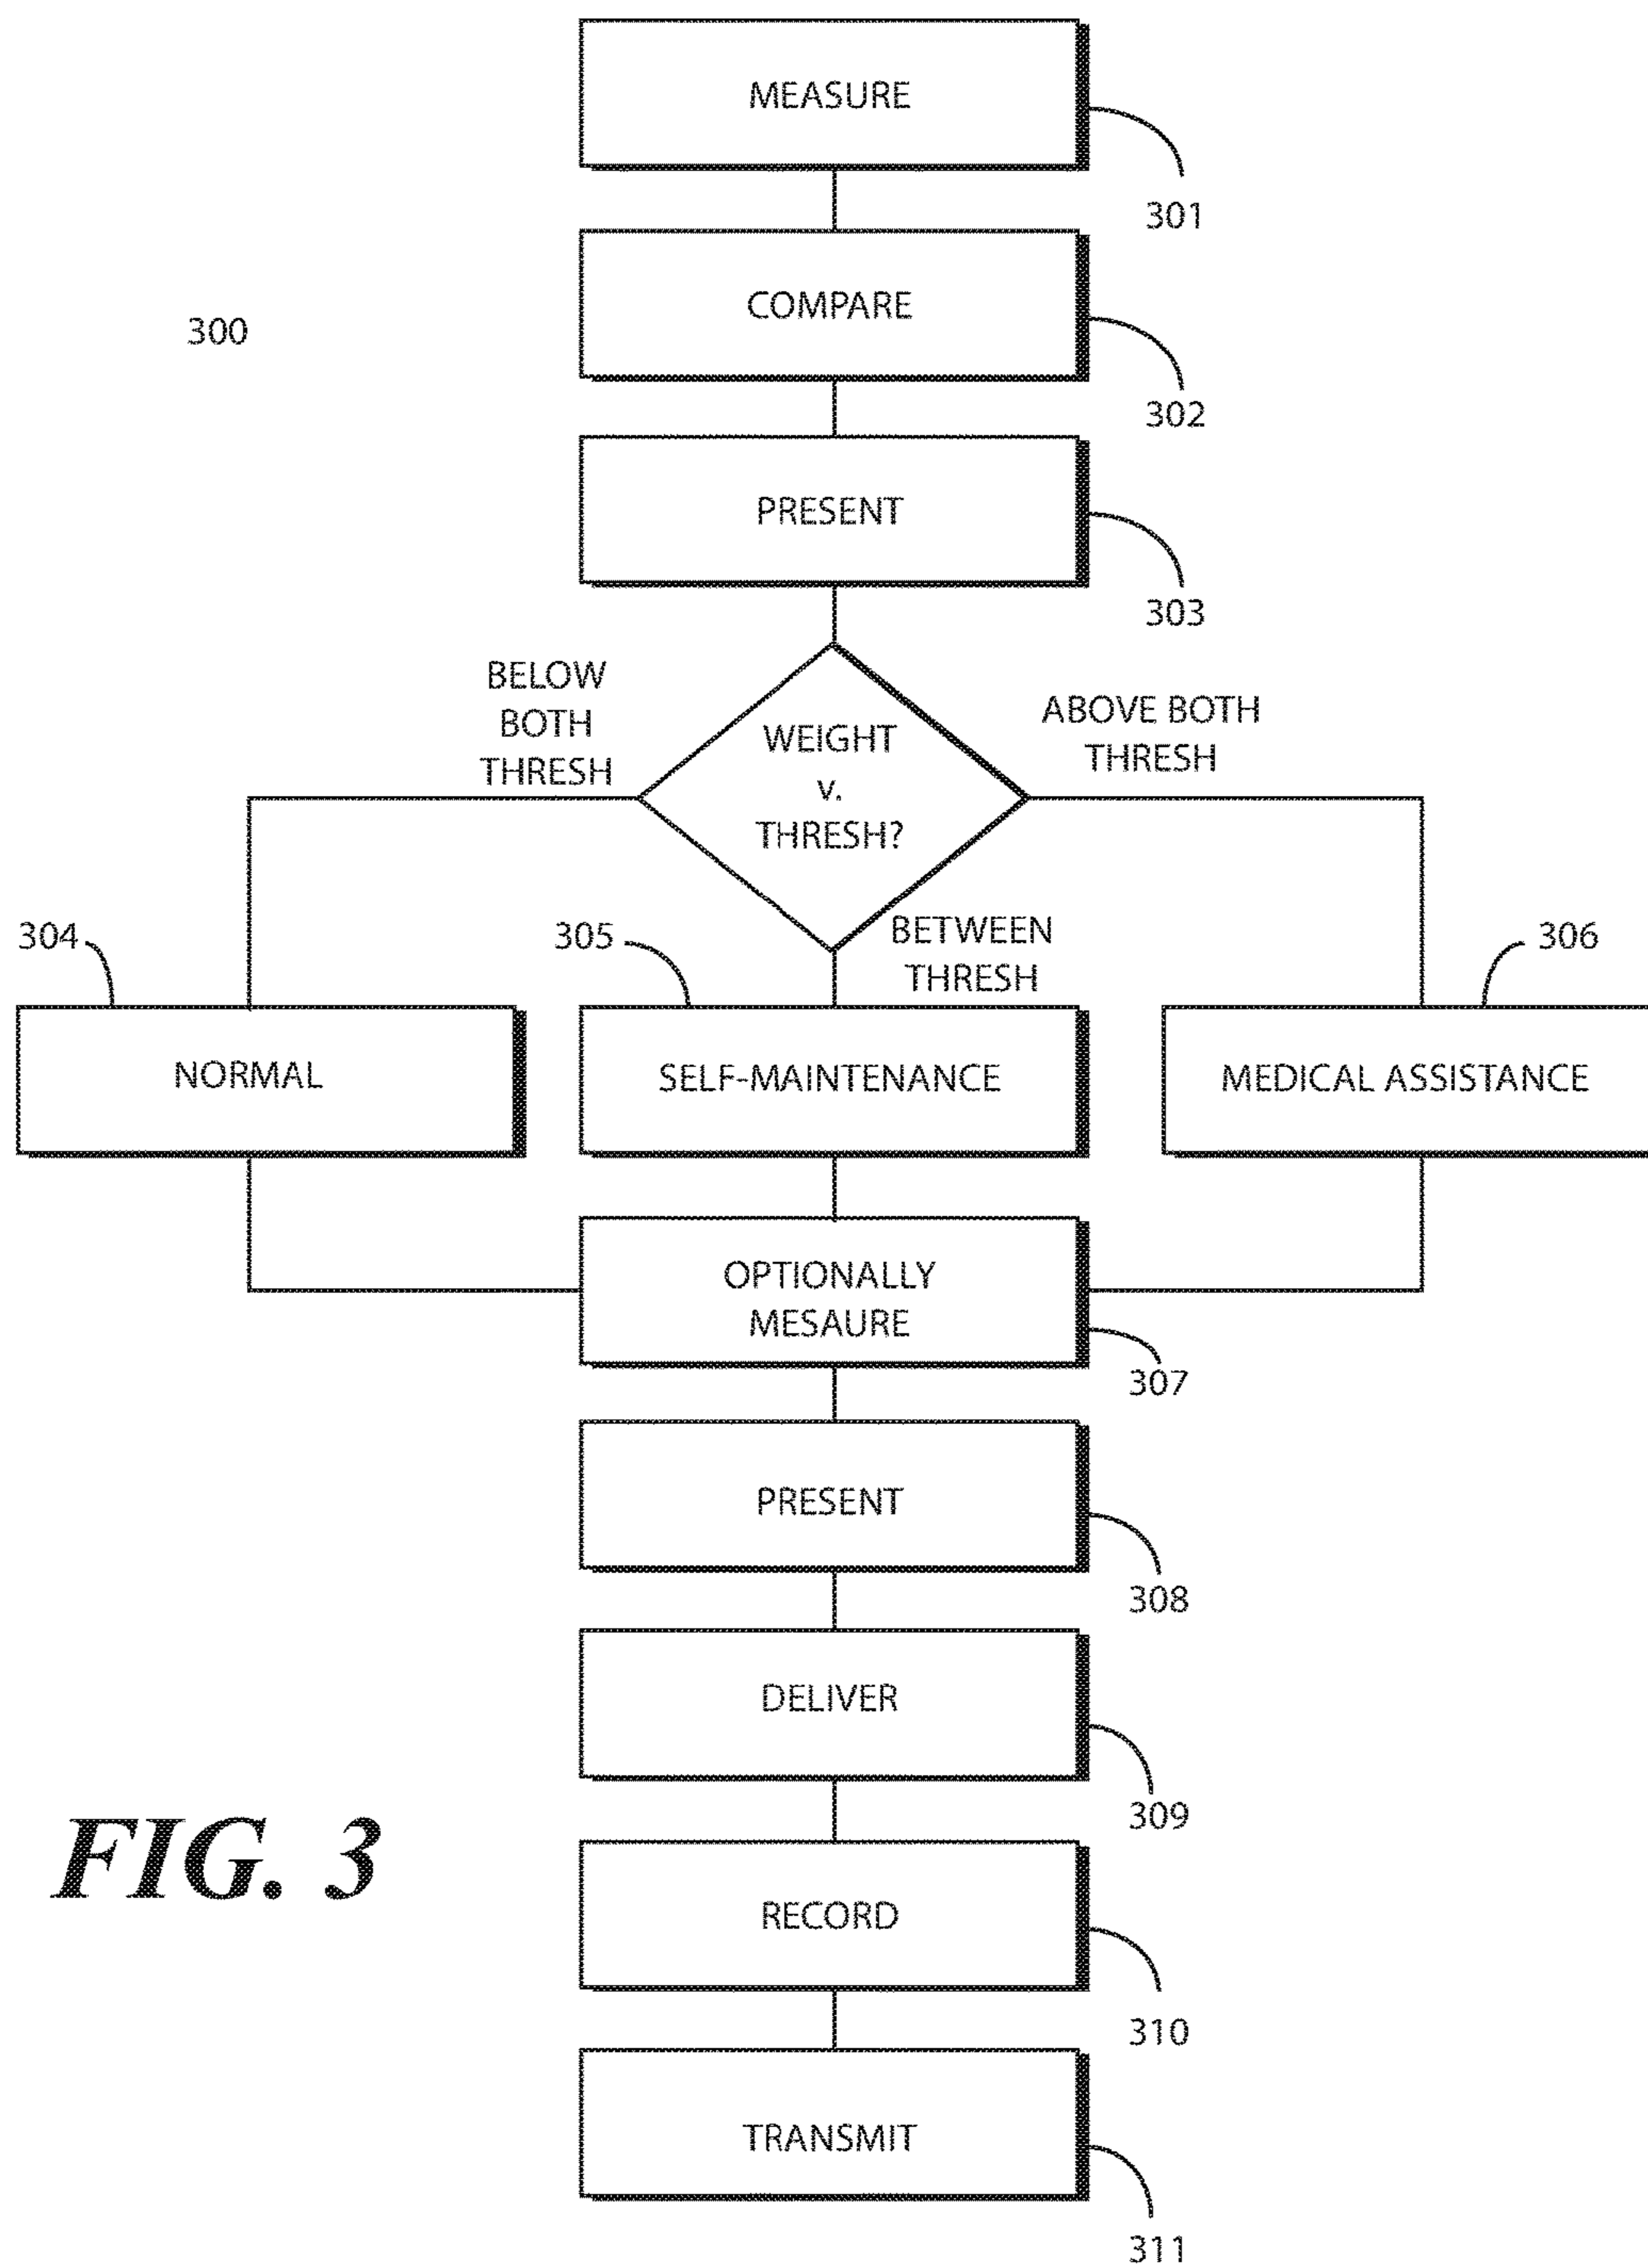 MEASURE
301
COMPARE
300
302
PRESENT
303
BELOW
BOTH
THRESH
WEIGHT
v.
THRESH?
ABOVE BOTH
THRESH
BETWEEN
THRESH
304
305
306
NORMAL
SELF-MAINTENANCE
MEDICAL ASSISTANCE
OPTIONALLY
MESAURE
307
PRESENT
308
DELIVER
309
FIG. 3
RECORD
310
TRANSMIT
311